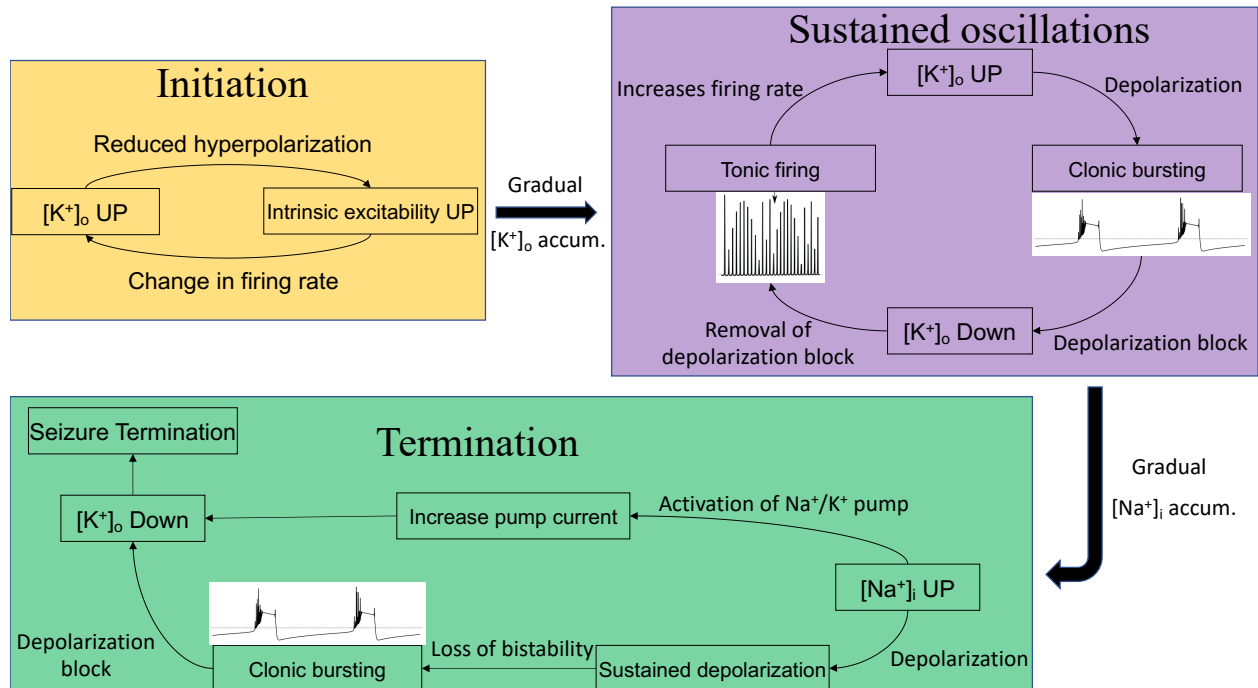 Initiation
Reduced hyperpolarization
[K⁺]ₒ UP
Intrinsic excitability UP
Change in firing rate
Gradual
[K⁺]ₒ accum.
Sustained oscillations
[K⁺]ₒ UP
Increases firing rate
Depolarization
Tonic firing
Clonic bursting
Removal of
depolarization block
[K⁺]ₒ Down
Depolarization block
Gradual
[Na⁺]ᵢ accum.
Termination
Seizure Termination
[K⁺]ₒ Down
Increase pump current
Activation of Na⁺/K⁺ pump
[Na⁺]ᵢ UP
Depolarization
block
Clonic bursting
Loss of bistability
Sustained depolarization
Depolarization